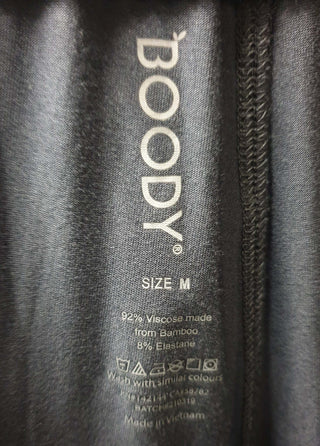 BOODY®
SIZE M
92% Viscose made
from Bamboo
8% Elastane
Wash with similar colours
Made in Vietnam